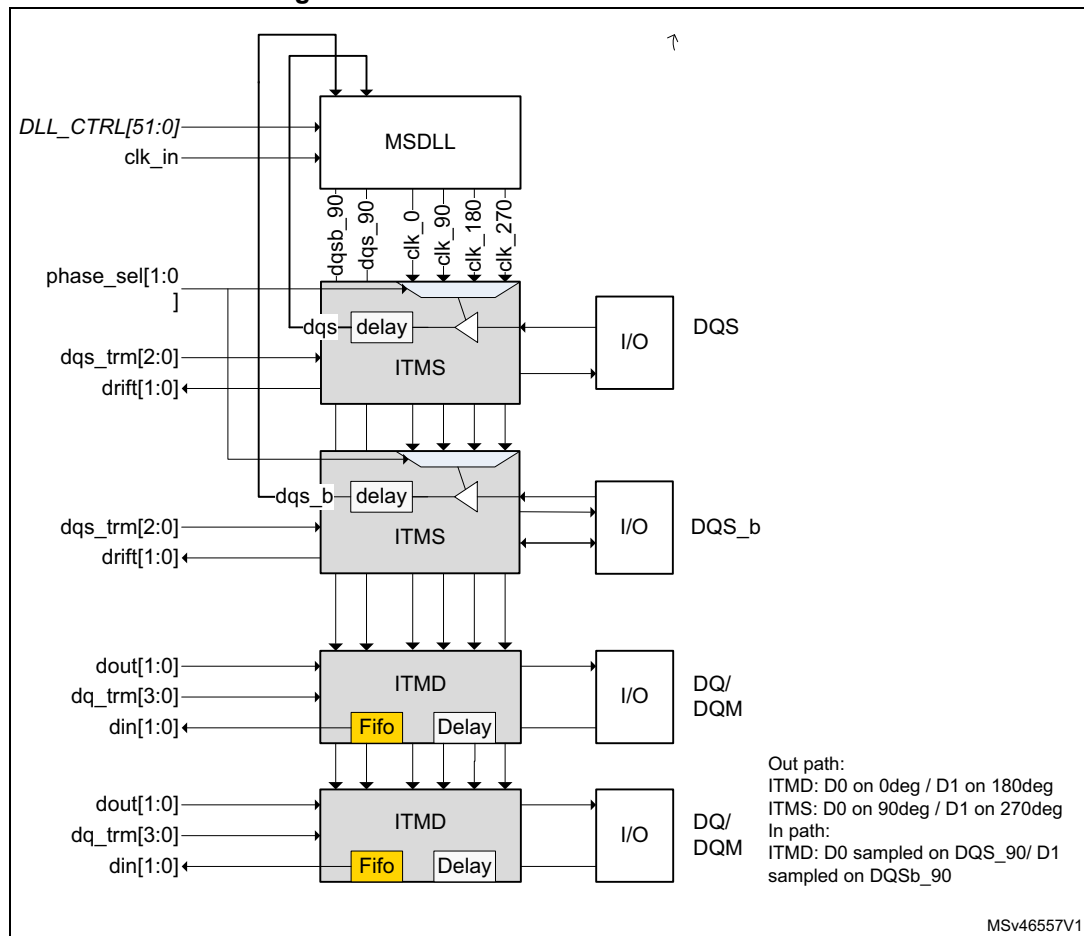 DLL_CTRL[51:0]
clk_in
MSDLL
dqsb_90
dqs_90
clk_0
clk_90
clk_180
clk_270
phase_sel[1:0
]
dqs
delay
ITMS
I/O
DQS
dqs_trm[2:0]
drift[1:0]
dqs_b
delay
ITMS
I/O
DQS_b
dqs_trm[2:0]
drift[1:0]
dout[1:0]
dq_trm[3:0]
din[1:0]
ITMD
Fifo
Delay
I/O
DQ/
DQM
dout[1:0]
dq_trm[3:0]
din[1:0]
ITMD
Fifo
Delay
I/O
DQ/
DQM
Out path:
ITMD: D0 on 0deg / D1 on 180deg
ITMS: D0 on 90deg / D1 on 270deg
In path:
ITMD: D0 sampled on DQS_90/ D1
sampled on DQSb_90
MSv46557V1